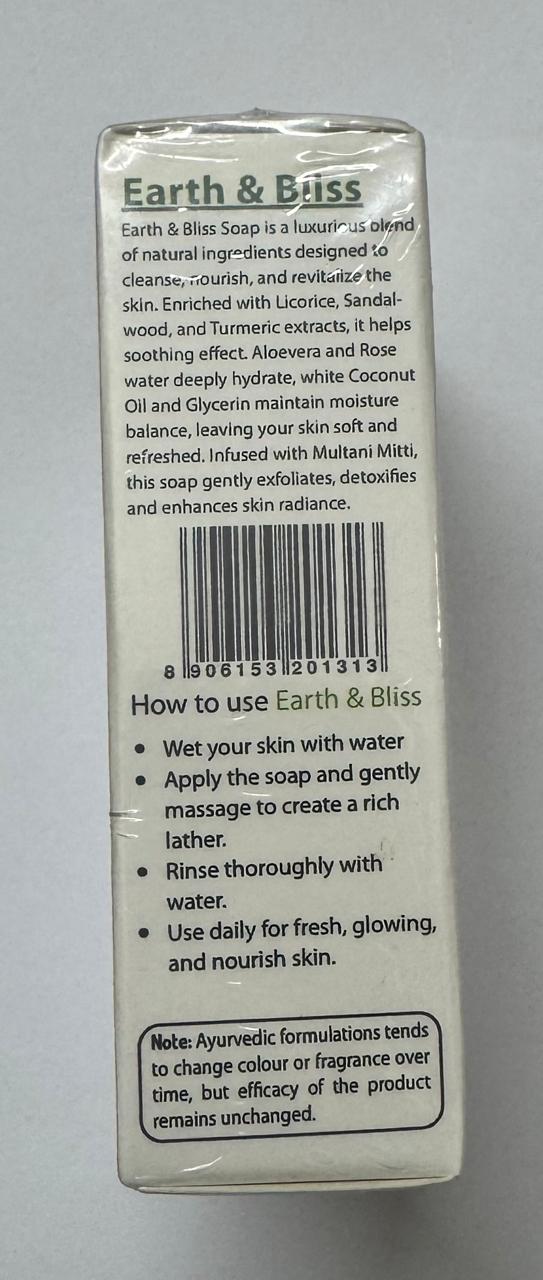 Earth & Bliss
Earth & Bliss Soap is a luxurious blend
of natural ingredients designed to
cleanse, nourish, and revitalize the
skin. Enriched with Licorice, Sandal-
wood, and Turmeric extracts, it helps
soothing effect. Aloevera and Rose
water deeply hydrate, white Coconut
Oil and Glycerin maintain moisture
balance, leaving your skin soft and
refreshed. Infused with Multani Mitti,
this soap gently exfoliates, detoxifies
and enhances skin radiance.
8 906153 201313
How to use Earth & Bliss
• Wet your skin with water
• Apply the soap and gently
massage to create a rich
lather.
• Rinse thoroughly with
water.
• Use daily for fresh, glowing,
and nourish skin.
Note: Ayurvedic formulations tends
to change colour or fragrance over
time, but efficacy of the product
remains unchanged.